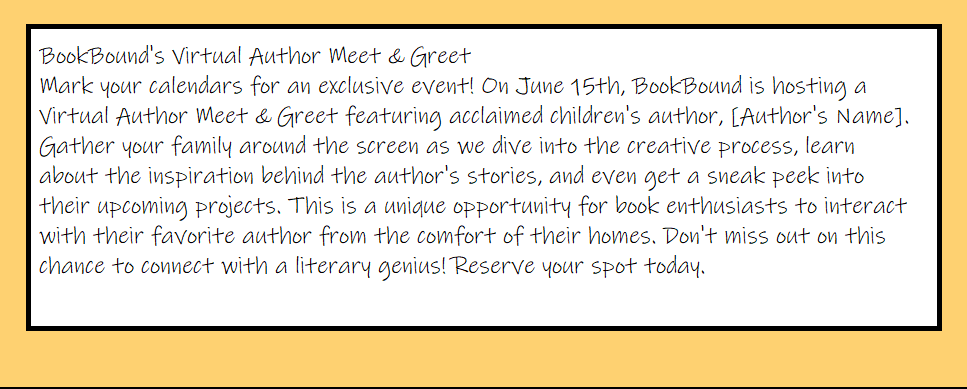 BookBound's Virtual Author Meet & Greet
Mark your calendars for an exclusive event! On June 15th, BookBound is hosting a
Virtual Author Meet & Greet featuring acclaimed children's author, [Author's Name].
Gather your family around the screen as we dive into the creative process, learn
about the inspiration behind the author's stories, and even get a sneak peek into
their upcoming projects. This is a unique opportunity for book enthusiasts to interact
with their favorite author from the comfort of their homes. Don't miss out on this
chance to connect with a literary genius! Reserve your spot today.